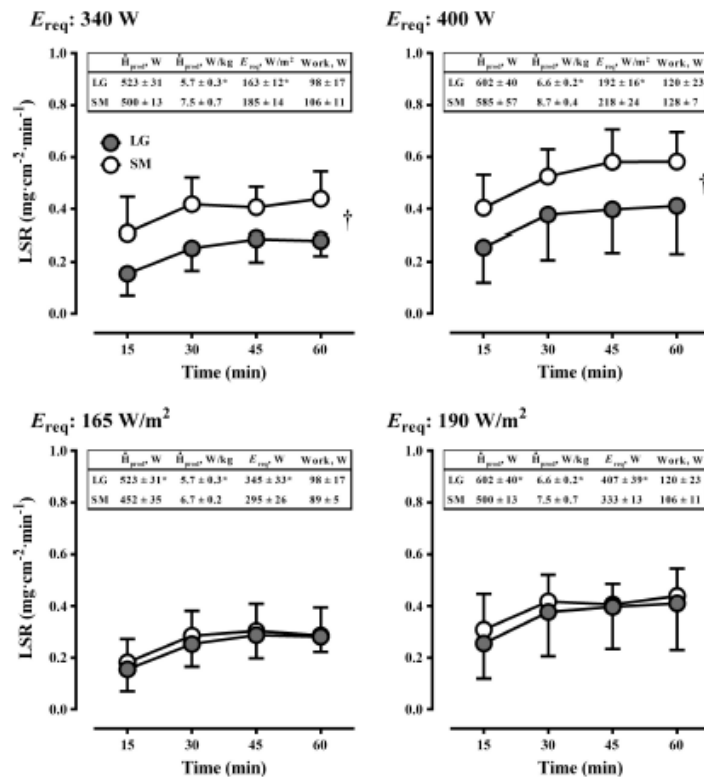 Ereq: 340 W
Ḣprod, W Ḣprod, W/kg Ereq, W/m² Work, W
LG 523 ± 31 5.7 ± 0.3* 163 ± 12* 98 ± 17
SM 500 ± 13 7.5 ± 0.7 185 ± 14 106 ± 11
LG
SM
†
LSR (mg·cm⁻²·min⁻¹)
1.0
0.8
0.6
0.4
0.2
0.0
15 30 45 60
Time (min)
Ereq: 400 W
Ḣprod, W Ḣprod, W/kg Ereq, W/m² Work, W
LG 602 ± 40 6.6 ± 0.2* 192 ± 16* 120 ± 23
SM 585 ± 57 8.7 ± 0.4 218 ± 24 128 ± 7
†
1.0
0.8
0.6
0.4
0.2
0.0
15 30 45 60
Time (min)
Ereq: 165 W/m²
Ḣprod, W Ḣprod, W/kg Ereq, W Work, W
LG 523 ± 31* 5.7 ± 0.3* 345 ± 33* 98 ± 17
SM 452 ± 35 6.7 ± 0.2 295 ± 26 89 ± 5
LSR (mg·cm⁻²·min⁻¹)
1.0
0.8
0.6
0.4
0.2
0.0
15 30 45 60
Time (min)
Ereq: 190 W/m²
Ḣprod, W Ḣprod, W/kg Ereq, W Work, W
LG 602 ± 40* 6.6 ± 0.2* 407 ± 39* 120 ± 23
SM 500 ± 13 7.5 ± 0.7 333 ± 13 106 ± 11
1.0
0.8
0.6
0.4
0.2
0.0
15 30 45 60
Time (min)